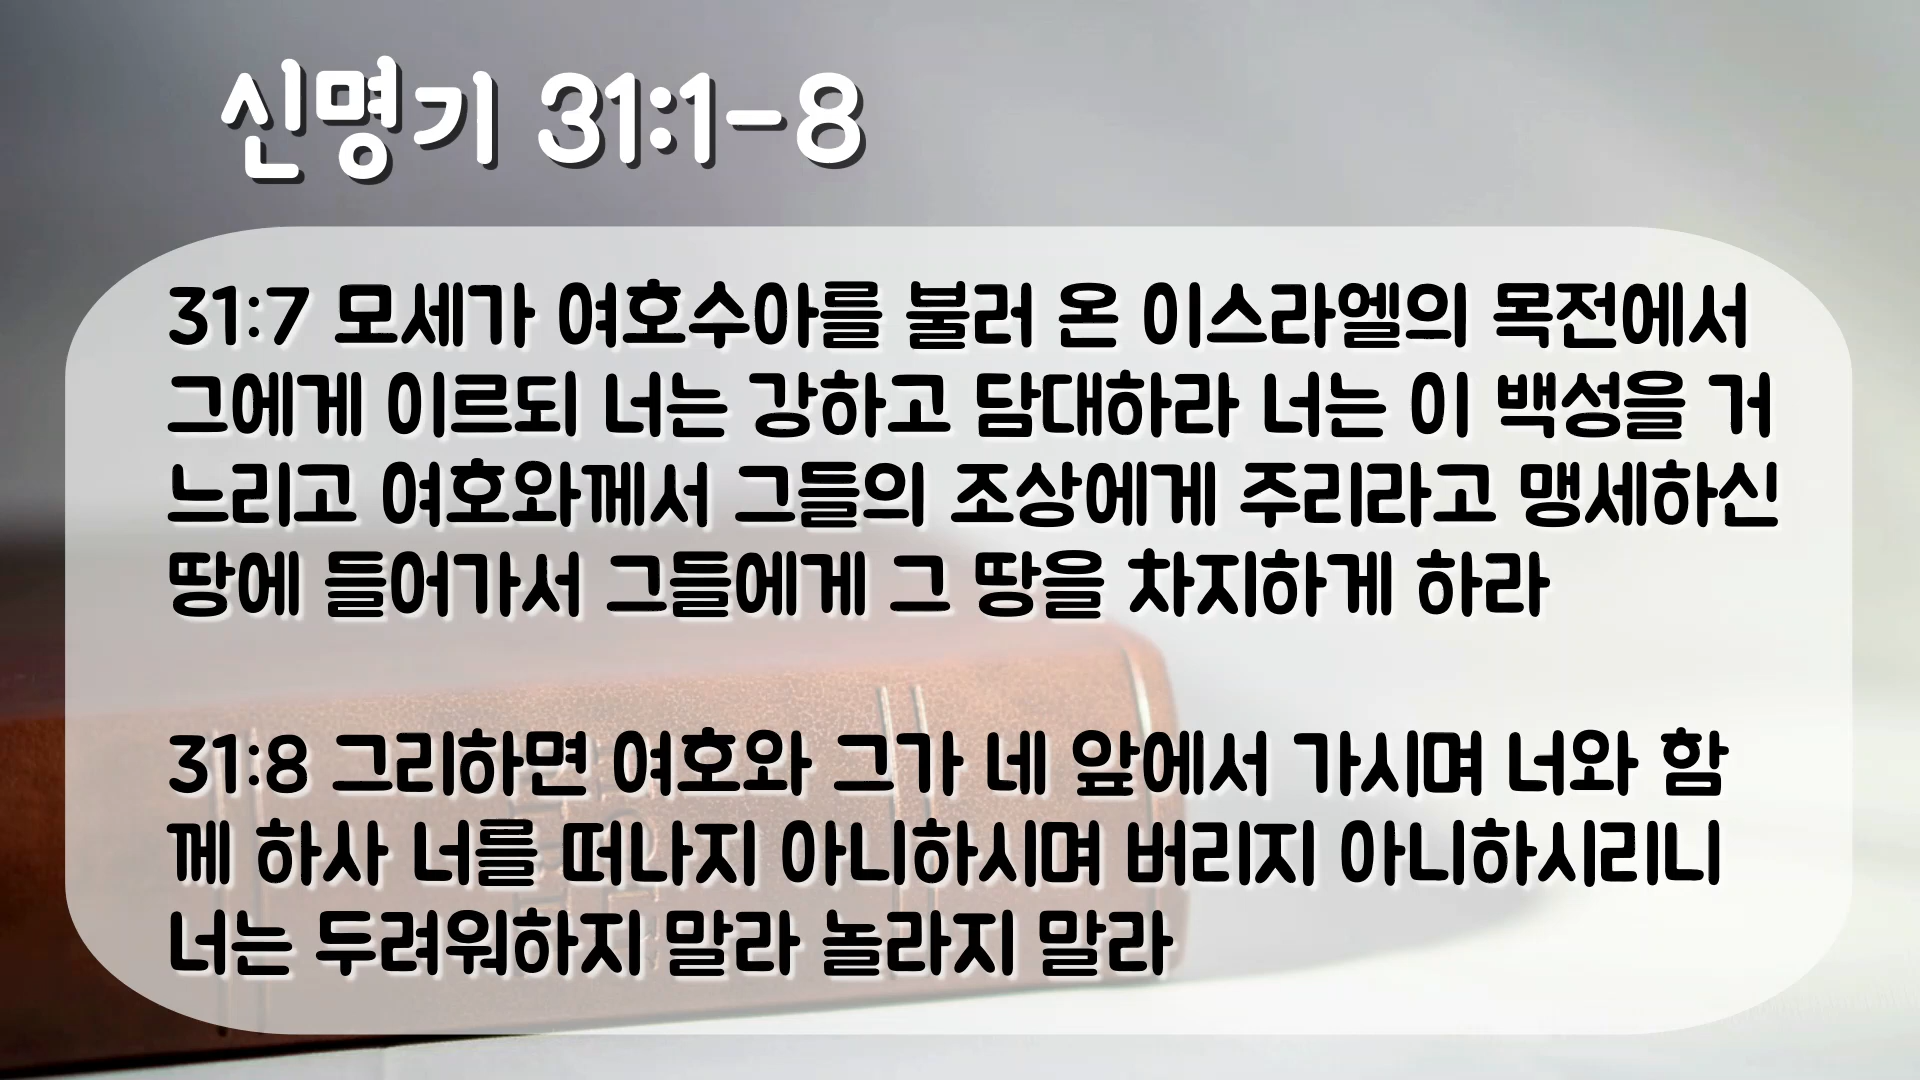 신명기 31:1-8
31:7 모세가 여호수아를 불러 온 이스라엘의 목전에서
그에게 이르되 너는 강하고 담대하라 너는 이 백성을 거
느리고 여호와께서 그들의 조상에게 주리라고 맹세하신
땅에 들어가서 그들에게 그 땅을 차지하게 하라
31:8 그리하면 여호와 그가 네 앞에서 가시며 너와 함
께 하사 너를 떠나지 아니하시며 버리지 아니하시리니
너는 두려워하지 말라 놀라지 말라